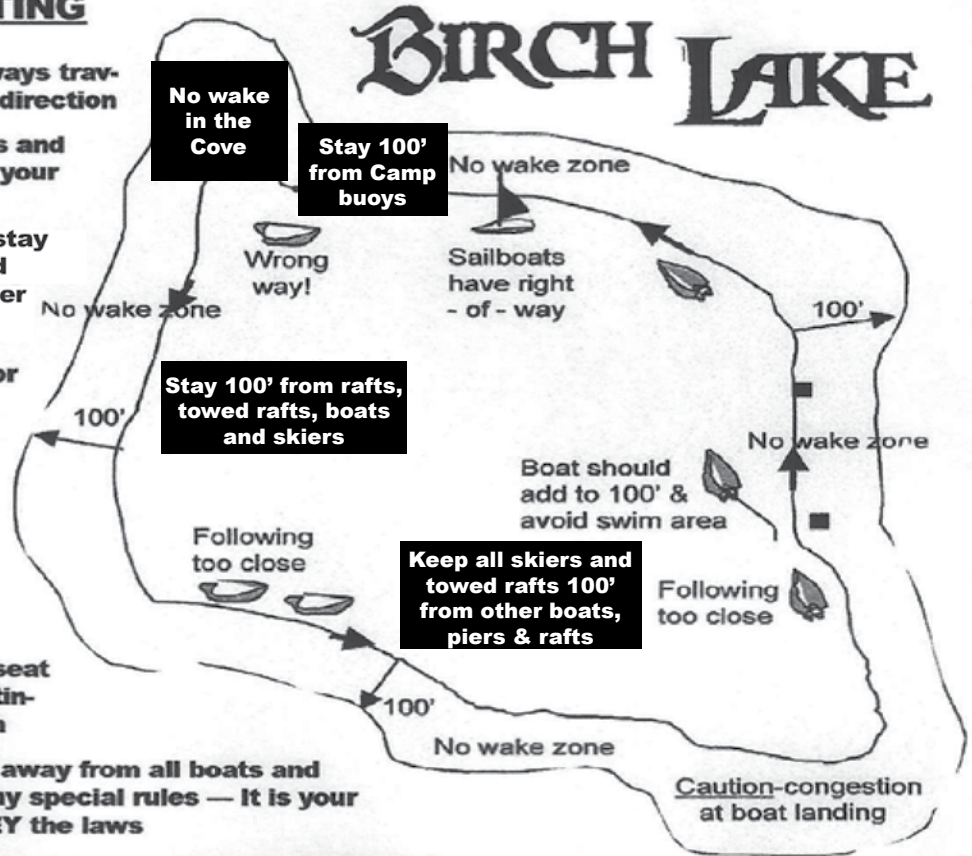 TING
BIRCH
LAKE
ways trav-
direction
s and
your
stay
d
er
or
No wake
in the
Cove
Stay 100’
from Camp
buoys
No wake zone
Wrong
way!
Sailboats
have right
- of - way
No wake zone
100'
Stay 100’ from rafts,
towed rafts, boats
and skiers
100'
No wake zone
Boat should
add to 100' &
avoid swim area
Following
too close
Keep all skiers and
towed rafts 100’
from other boats,
piers & rafts
Following
too close
100'
No wake zone
Caution-congestion
at boat landing
seat
tin-
n
away from all boats and
ny special rules — It is your
EY the laws